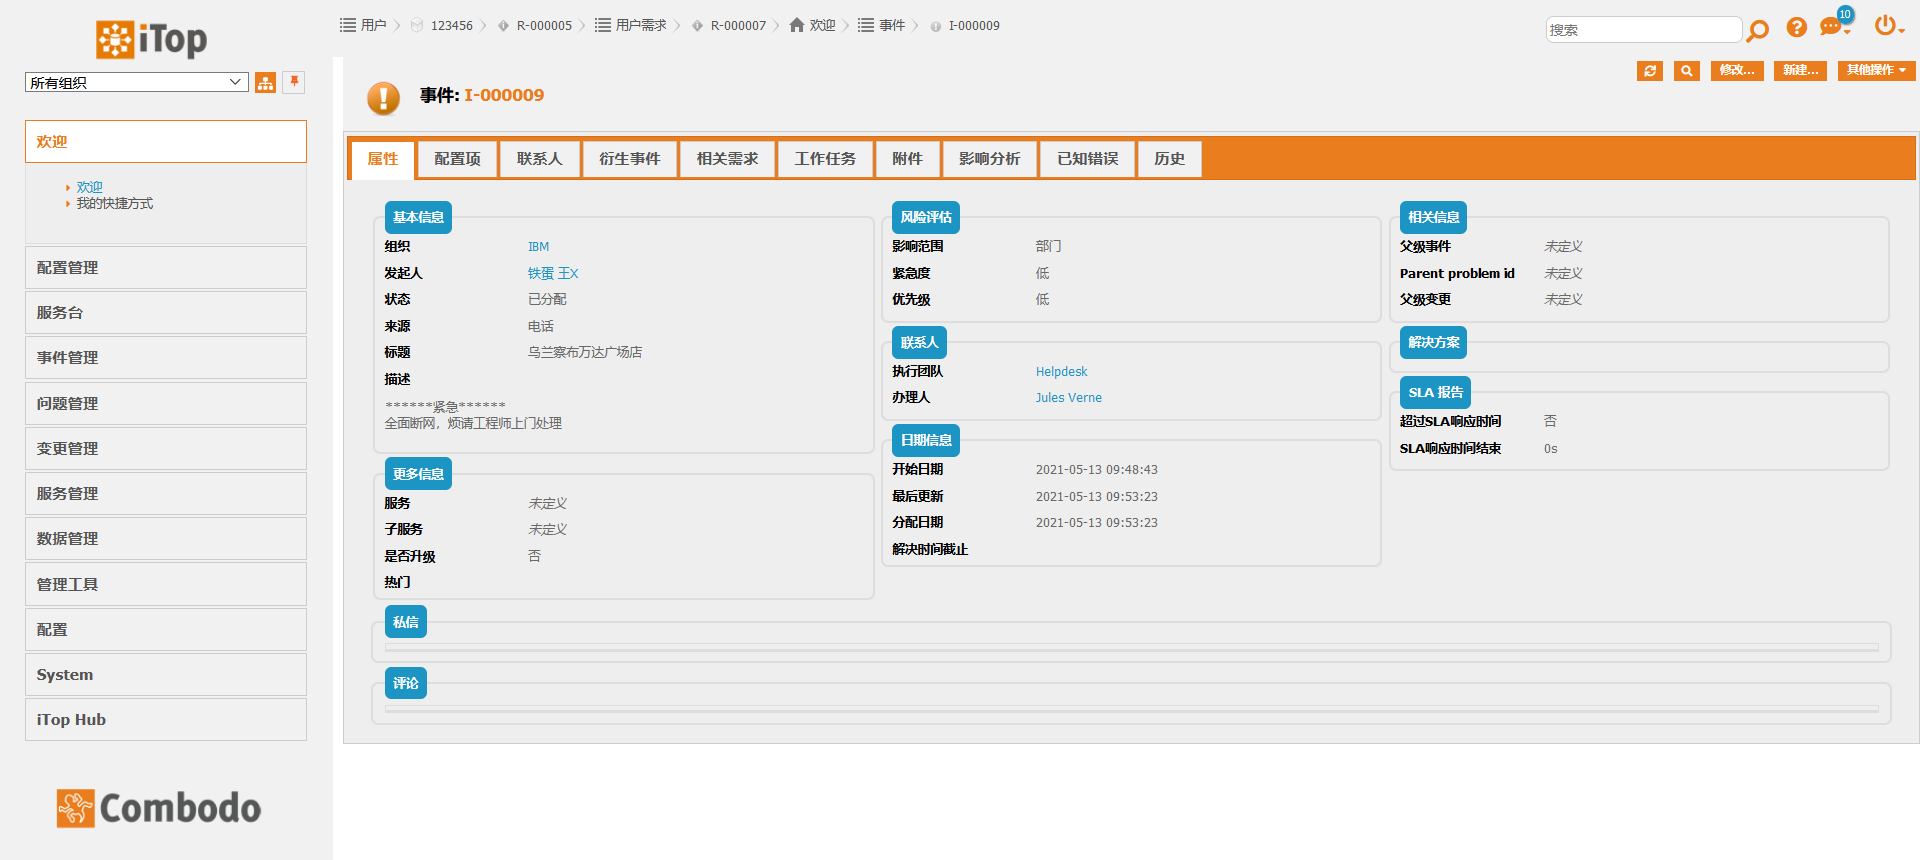 iTop
用户
123456
R-000005
用户需求
R-000007
欢迎
事件
I-000009
搜索
10
所有组织
修改...
新建...
其他操作
事件: I-000009
欢迎
欢迎
我的快捷方式
配置管理
服务台
事件管理
问题管理
变更管理
服务管理
数据管理
管理工具
配置
System
iTop Hub
Combodo
属性
配置项
联系人
衍生事件
相关需求
工作任务
附件
影响分析
已知错误
历史
基本信息
组织 IBM
发起人 铁蛋 王X
状态 已分配
来源 电话
标题 乌兰察布万达广场店
描述
******紧急******
全面断网，烦请工程师上门处理
更多信息
服务 未定义
子服务 未定义
是否升级 否
热门
风险评估
影响范围 部门
紧急度 低
优先级 低
联系人
执行团队 Helpdesk
办理人 Jules Verne
日期信息
开始日期 2021-05-13 09:48:43
最后更新 2021-05-13 09:53:23
分配日期 2021-05-13 09:53:23
解决时间截止
相关信息
父级事件 未定义
Parent problem id 未定义
父级变更 未定义
解决方案
SLA 报告
超过SLA响应时间 否
SLA响应时间结束 0s
私信
评论